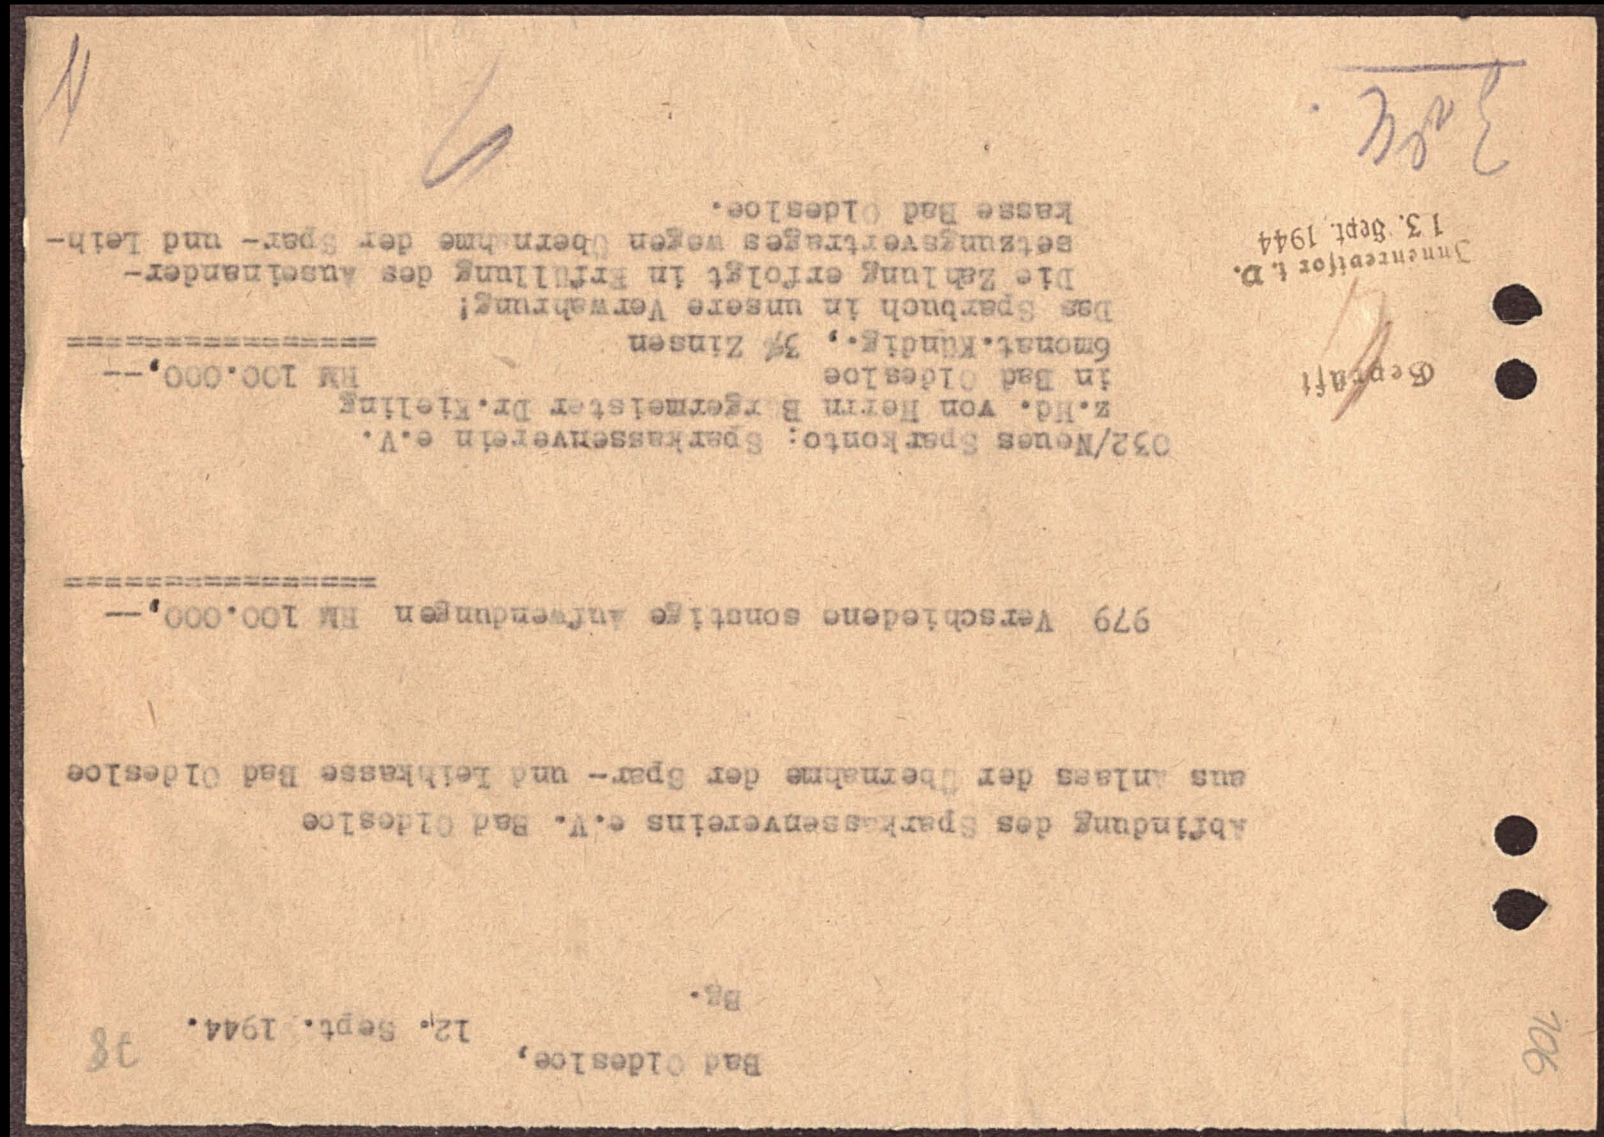 78
Bad Oldesloe,
12. Sept. 1944.
Bg.
106
Abfindung des Sparkassenvereins e.V. Bad Oldesloe
aus Anlass der Übernahme der Spar- und Leihkasse Bad Oldesloe
979 Verschiedene sonstige Aufwendungen RM 100.000,--
=================
032/Neues Sparkonto: Sparkassenverein e.V.
z.Hd. von Herrn Bürgermeister Dr.Kieling
in Bad Oldesloe RM 100.000,--
6monat.Kündig., 3% Zinsen =================
Das Sparbuch in unsere Verwahrung!
Die Zahlung erfolgt in Erfüllung des Auseinander-
setzungsvertrages wegen Übernahme der Spar- und Leih-
kasse Bad Oldesloe.
Geprüft
Innenrevisor i. V.
13. Sept. 1944